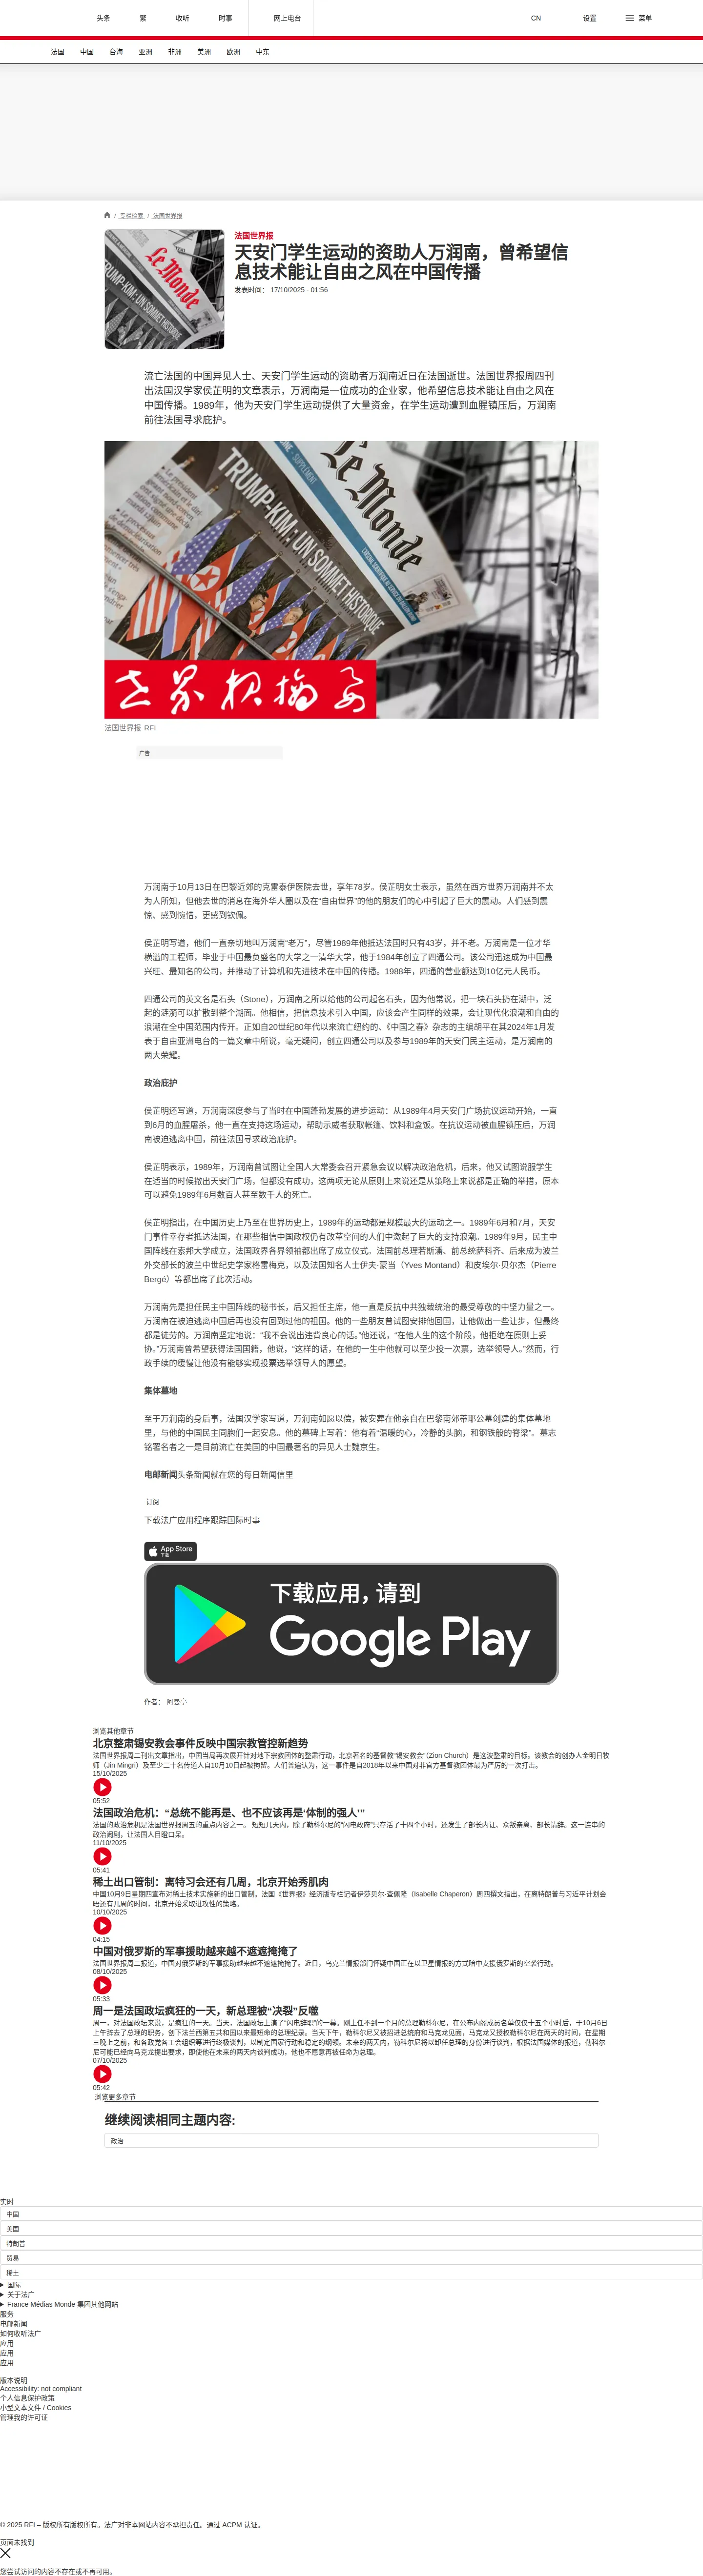 头条
繁
收听
时事
网上电台
CN
设置
菜单
法国
中国
台海
亚洲
非洲
美洲
欧洲
中东
/ 专栏检索 / 法国世界报
法国世界报
天安门学生运动的资助人万润南，曾希望信
息技术能让自由之风在中国传播
发表时间： 17/10/2025 - 01:56
流亡法国的中国异见人士、天安门学生运动的资助者万润南近日在法国逝世。法国世界报周四刊
出法国汉学家侯芷明的文章表示，万润南是一位成功的企业家，他希望信息技术能让自由之风在
中国传播。1989年，他为天安门学生运动提供了大量资金，在学生运动遭到血腥镇压后，万润南
前往法国寻求庇护。
Le Monde
TRUMP-KIM: UN SOMMET HISTORIQUE
世界报摘要
法国世界报 RFI
广告
万润南于10月13日在巴黎近郊的克雷泰伊医院去世，享年78岁。侯芷明女士表示，虽然在西方世界万润南并不太
为人所知，但他去世的消息在海外华人圈以及在“自由世界”的他的朋友们的心中引起了巨大的震动。人们感到震
惊、感到惋惜，更感到钦佩。
侯芷明写道，他们一直亲切地叫万润南“老万”，尽管1989年他抵达法国时只有43岁，并不老。万润南是一位才华
横溢的工程师，毕业于中国最负盛名的大学之一清华大学，他于1984年创立了四通公司。该公司迅速成为中国最
兴旺、最知名的公司，并推动了计算机和先进技术在中国的传播。1988年，四通的营业额达到10亿元人民币。
四通公司的英文名是石头（Stone），万润南之所以给他的公司起名石头，因为他常说，把一块石头扔在湖中，泛
起的涟漪可以扩散到整个湖面。他相信，把信息技术引入中国，应该会产生同样的效果，会让现代化浪潮和自由的
浪潮在全中国范围内传开。正如自20世纪80年代以来流亡纽约的、《中国之春》杂志的主编胡平在其2024年1月发
表于自由亚洲电台的一篇文章中所说，毫无疑问，创立四通公司以及参与1989年的天安门民主运动，是万润南的
两大荣耀。
政治庇护
侯芷明还写道，万润南深度参与了当时在中国蓬勃发展的进步运动：从1989年4月天安门广场抗议运动开始，一直
到6月的血腥屠杀，他一直在支持这场运动，帮助示威者获取帐篷、饮料和盒饭。在抗议运动被血腥镇压后，万润
南被迫逃离中国，前往法国寻求政治庇护。
侯芷明表示，1989年，万润南曾试图让全国人大常委会召开紧急会议以解决政治危机，后来，他又试图说服学生
在适当的时候撤出天安门广场，但都没有成功，这两项无论从原则上来说还是从策略上来说都是正确的举措，原本
可以避免1989年6月数百人甚至数千人的死亡。
侯芷明指出，在中国历史上乃至在世界历史上，1989年的运动都是规模最大的运动之一。1989年6月和7月，天安
门事件幸存者抵达法国，在那些相信中国政权仍有改革空间的人们中激起了巨大的支持浪潮。1989年9月，民主中
国阵线在索邦大学成立，法国政界各界领袖都出席了成立仪式。法国前总理若斯潘、前总统萨科齐、后来成为波兰
外交部长的波兰中世纪史学家格雷梅克，以及法国知名人士伊夫·蒙当（Yves Montand）和皮埃尔·贝尔杰（Pierre
Bergé）等都出席了此次活动。
万润南先是担任民主中国阵线的秘书长，后又担任主席，他一直是反抗中共独裁统治的最受尊敬的中坚力量之一。
万润南在被迫逃离中国后再也没有回到过他的祖国。他的一些朋友曾试图安排他回国，让他做出一些让步，但最终
都是徒劳的。万润南坚定地说：“我不会说出违背良心的话。”他还说，“在他人生的这个阶段，他拒绝在原则上妥
协。”万润南曾希望获得法国国籍，他说，“这样的话，在他的一生中他就可以至少投一次票，选举领导人。”然而，行
政手续的缓慢让他没有能够实现投票选举领导人的愿望。
集体墓地
至于万润南的身后事，法国汉学家写道，万润南如愿以偿，被安葬在他亲自在巴黎南郊蒂耶公墓创建的集体墓地
里，与他的中国民主同胞们一起安息。他的墓碑上写着：他有着“温暖的心，冷静的头脑，和钢铁般的脊梁”。墓志
铭署名者之一是目前流亡在美国的中国最著名的异见人士魏京生。
电邮新闻头条新闻就在您的每日新闻信里
订阅
下载法广应用程序跟踪国际时事
App Store
下载
下载应用，请到
Google Play
作者： 阿曼亭
浏览其他章节
北京整肃锡安教会事件反映中国宗教管控新趋势
法国世界报周二刊出文章指出，中国当局再次展开针对地下宗教团体的整肃行动，北京著名的基督教“锡安教会”（Zion Church）是这波整肃的目标。该教会的创办人金明日牧
师（Jin Mingri）及至少二十名传道人自10月10日起被拘留。人们普遍认为，这一事件是自2018年以来中国对非官方基督教团体最为严厉的一次打击。
15/10/2025
05:52
法国政治危机：“总统不能再是、也不应该再是‘体制的强人’”
法国的政治危机是法国世界报周五的重点内容之一。 短短几天内，除了勒科尔尼的“闪电政府”只存活了十四个小时，还发生了部长内讧、众叛亲离、部长请辞。这一连串的
政治闹剧，让法国人目瞪口呆。
11/10/2025
05:41
稀土出口管制：离特习会还有几周，北京开始秀肌肉
中国10月9日星期四宣布对稀土技术实施新的出口管制。法国《世界报》经济版专栏记者伊莎贝尔·查佩隆（Isabelle Chaperon）周四撰文指出，在离特朗普与习近平计划会
晤还有几周的时间，北京开始采取进攻性的策略。
10/10/2025
04:15
中国对俄罗斯的军事援助越来越不遮遮掩掩了
法国世界报周二报道，中国对俄罗斯的军事援助越来越不遮遮掩掩了。近日，乌克兰情报部门怀疑中国正在以卫星情报的方式暗中支援俄罗斯的空袭行动。
08/10/2025
05:33
周一是法国政坛疯狂的一天，新总理被“决裂”反噬
周一，对法国政坛来说，是疯狂的一天。当天，法国政坛上演了“闪电辞职”的一幕。刚上任不到一个月的总理勒科尔尼，在公布内阁成员名单仅仅十五个小时后，于10月6日
上午辞去了总理的职务，创下法兰西第五共和国以来最短命的总理纪录。当天下午，勒科尔尼又被招进总统府和马克龙见面，马克龙又授权勒科尔尼在两天的时间，在星期
三晚上之前，和各政党各工会组织等进行终极谈判，以制定国家行动和稳定的纲领。未来的两天内，勒科尔尼将以卸任总理的身份进行谈判，根据法国媒体的报道，勒科尔
尼可能已经向马克龙提出要求，即使他在未来的两天内谈判成功，他也不愿意再被任命为总理。
07/10/2025
05:42
浏览更多章节
继续阅读相同主题内容:
政治
实时
中国
美国
特朗普
贸易
稀土
国际
关于法广
France Médias Monde 集团其他网站
服务
电邮新闻
如何收听法广
应用
应用
应用
版本说明
Accessibility: not compliant
个人信息保护政策
小型文本文件 / Cookies
管理我的许可证
© 2025 RFI – 版权所有版权所有。法广对非本网站内容不承担责任。通过 ACPM 认证。
页面未找到
您尝试访问的内容不存在或不再可用。